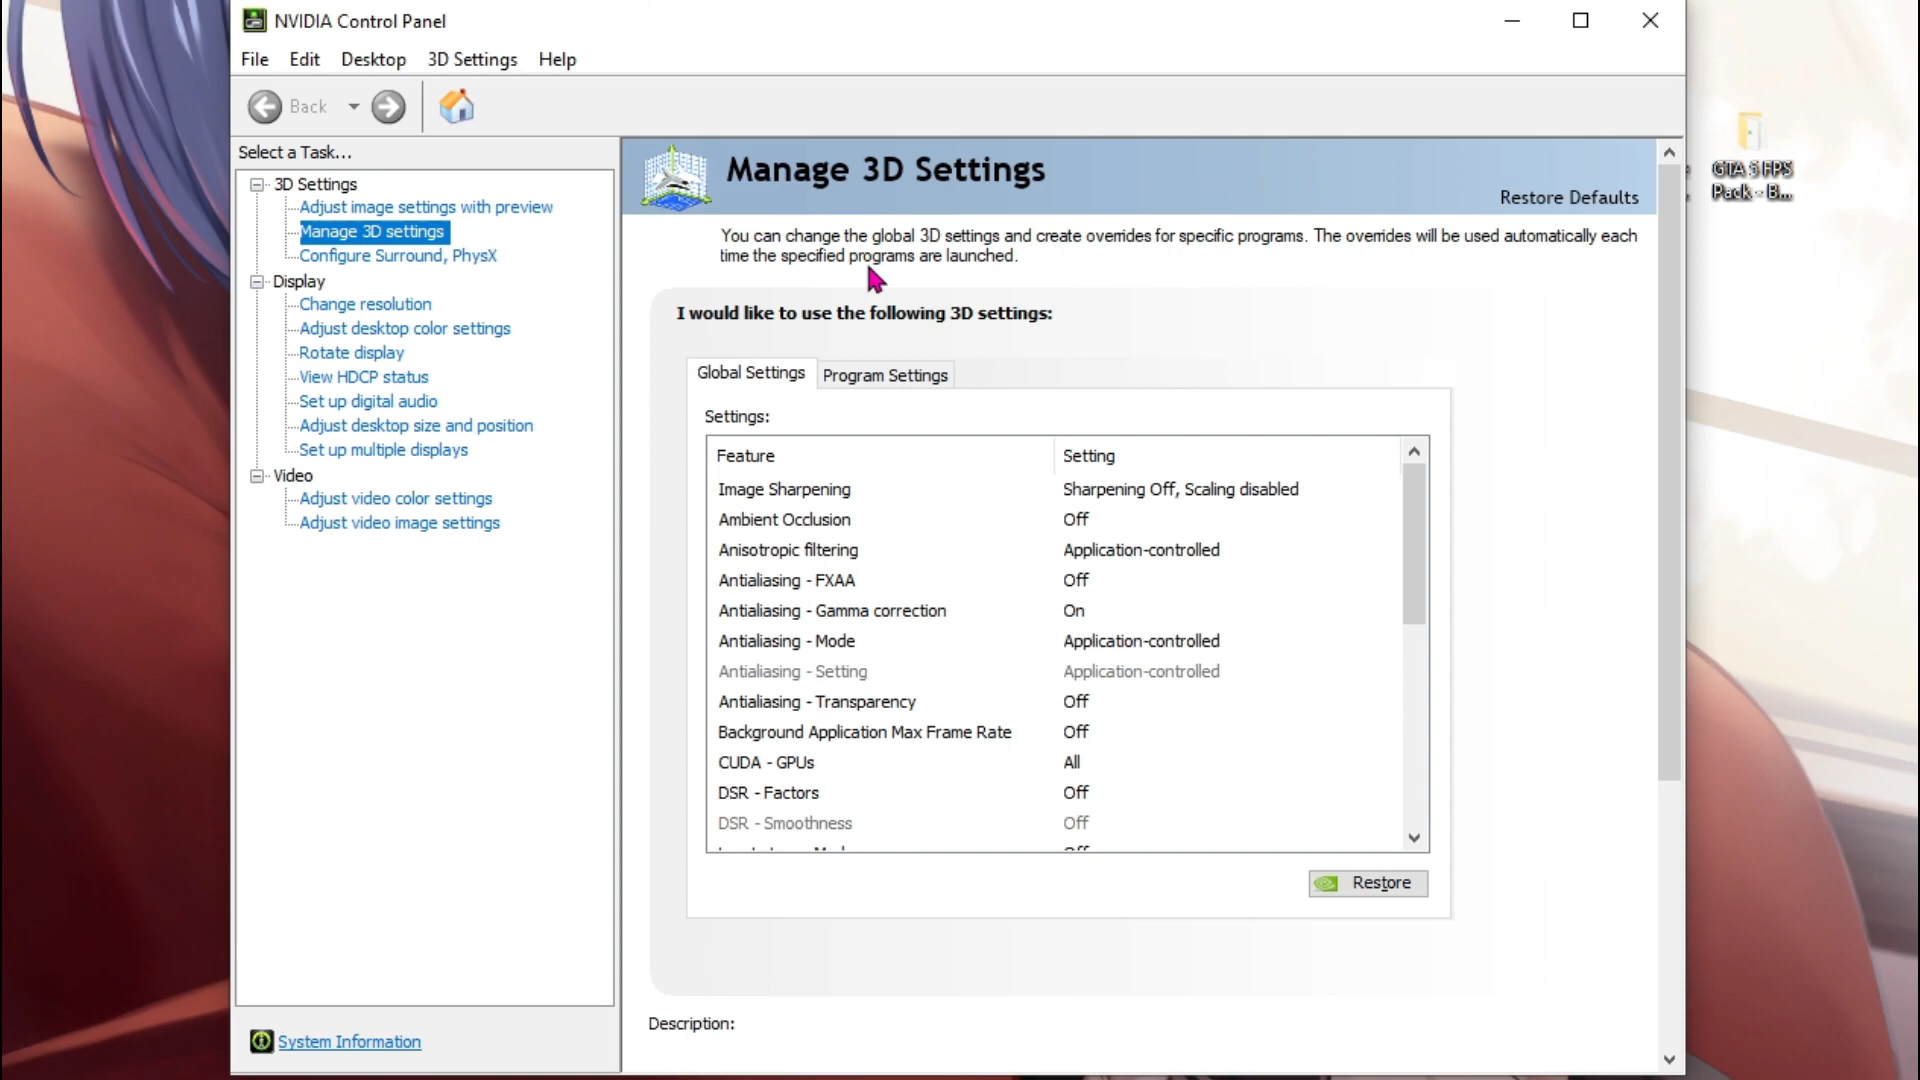 NVIDIA Control Panel
File Edit Desktop 3D Settings Help
Back
Select a Task...
3D Settings
Adjust image settings with preview
Manage 3D settings
Configure Surround, PhysX
Display
Change resolution
Adjust desktop color settings
Rotate display
View HDCP status
Set up digital audio
Adjust desktop size and position
Set up multiple displays
Video
Adjust video color settings
Adjust video image settings
System Information
Manage 3D Settings
Restore Defaults
You can change the global 3D settings and create overrides for specific programs. The overrides will be used automatically each
time the specified programs are launched.
I would like to use the following 3D settings:
Global Settings Program Settings
Settings:
Feature Setting
Image Sharpening Sharpening Off, Scaling disabled
Ambient Occlusion Off
Anisotropic filtering Application-controlled
Antialiasing - FXAA Off
Antialiasing - Gamma correction On
Antialiasing - Mode Application-controlled
Antialiasing - Setting Application-controlled
Antialiasing - Transparency Off
Background Application Max Frame Rate Off
CUDA - GPUs All
DSR - Factors Off
DSR - Smoothness Off
Restore
Description:
GTA 5 FPS
Pack - B...